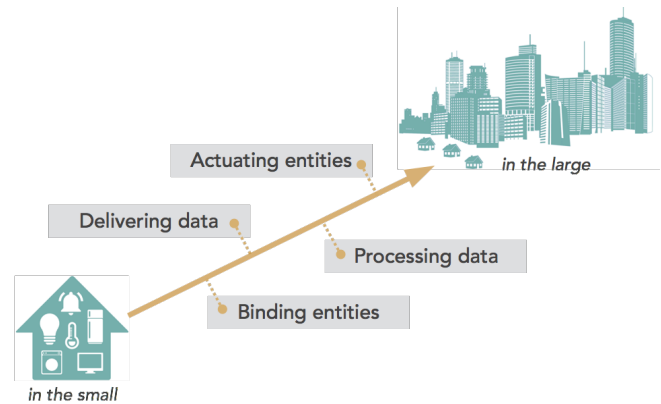 in the large
Actuating entities
Delivering data
Processing data
Binding entities
in the small